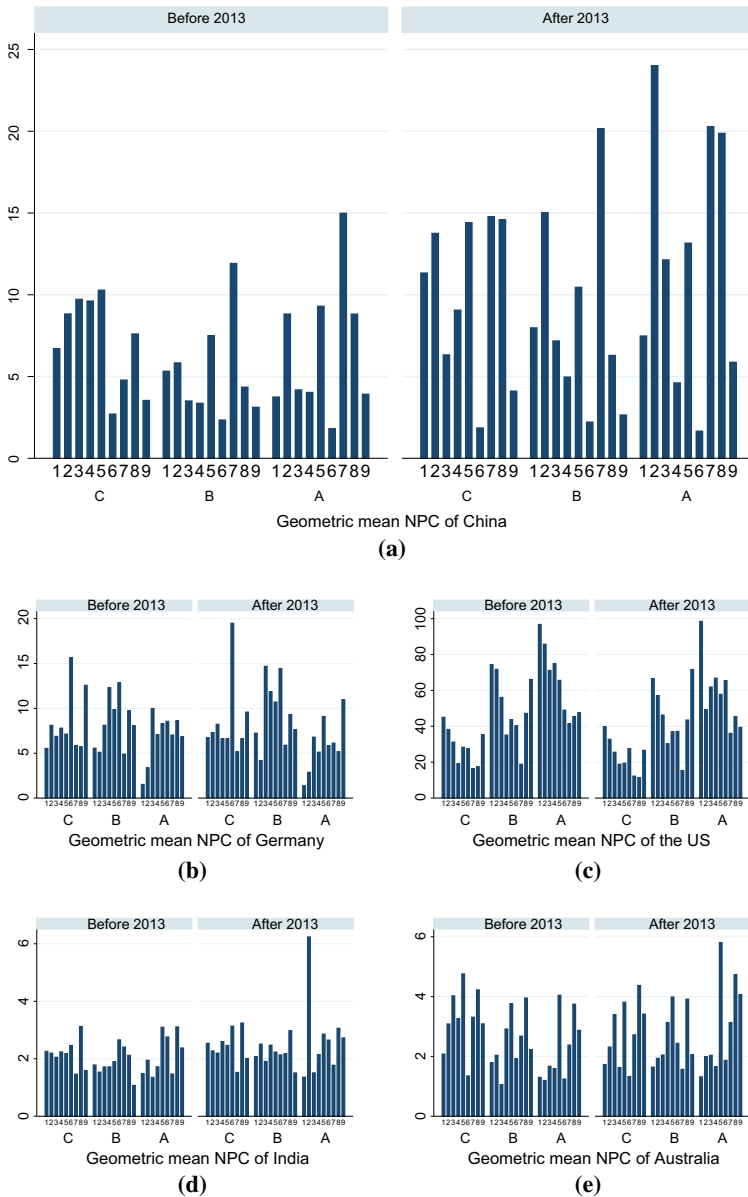 Before 2013 After 2013
25
20
15
10
5
0
123456789 123456789 123456789 123456789 123456789 123456789
C B A C B A
Geometric mean NPC of China
(a)
Before 2013 After 2013
20
15
10
5
0
123456789 123456789 123456789 123456789 123456789 123456789
C B A C B A
Geometric mean NPC of Germany
(b)
Before 2013 After 2013
100
80
60
40
20
0
123456789 123456789 123456789 123456789 123456789 123456789
C B A C B A
Geometric mean NPC of the US
(c)
Before 2013 After 2013
6
4
2
0
123456789 123456789 123456789 123456789 123456789 123456789
C B A C B A
Geometric mean NPC of India
(d)
Before 2013 After 2013
6
4
2
0
123456789 123456789 123456789 123456789 123456789 123456789
C B A C B A
Geometric mean NPC of Australia
(e)